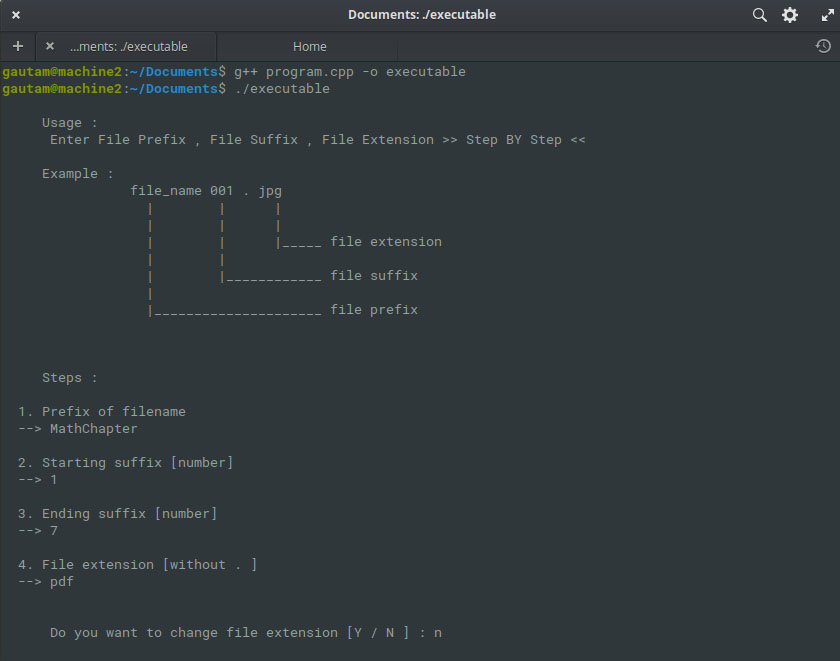 Documents: ./executable
...ments: ./executable
Home
gautam@machine2:~/Documents$ g++ program.cpp -o executable
gautam@machine2:~/Documents$ ./executable
Usage :
Enter File Prefix , File Suffix , File Extension >> Step BY Step <<
Example :
file_name 001 . jpg
|_____ file extension
|____________ file suffix
|_____________________ file prefix
Steps :
1. Prefix of filename
--> MathChapter
2. Starting suffix [number]
--> 1
3. Ending suffix [number]
--> 7
4. File extension [without . ]
--> pdf
Do you want to change file extension [Y / N ] : n